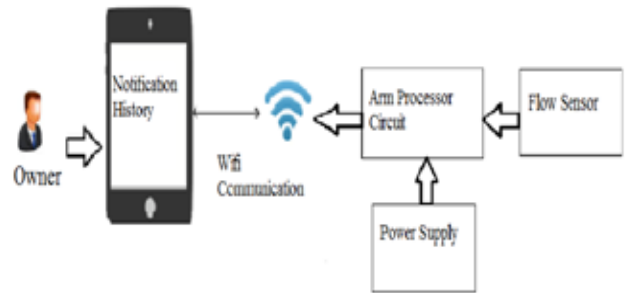 Owner
Notification
History
Wifi
Communication
Arm Processor
Circuit
Flow Sensor
Power Supply